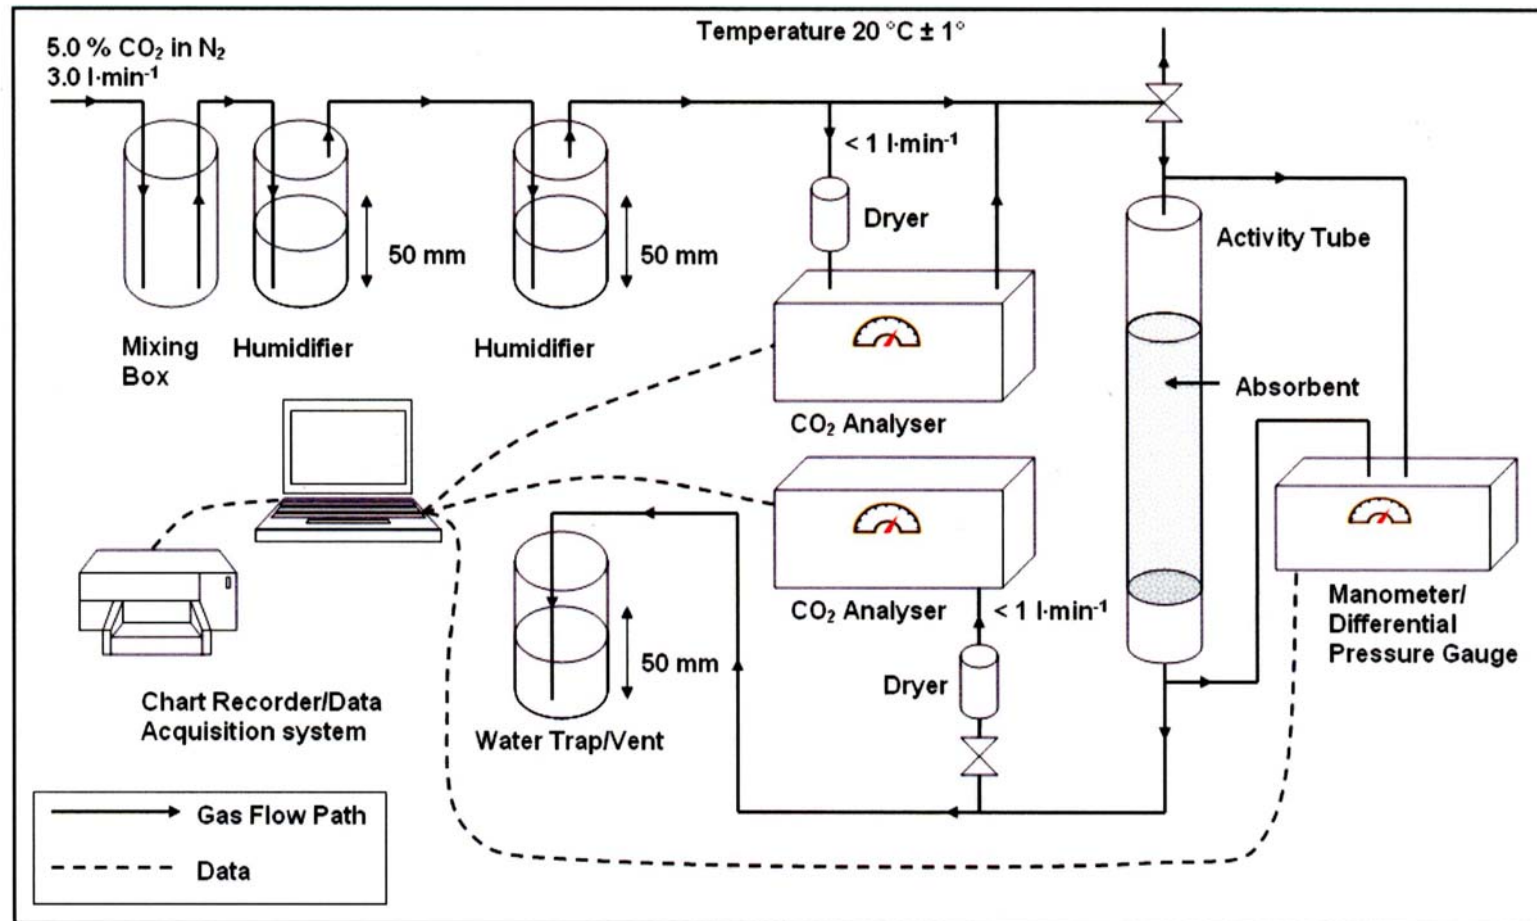 Temperature 20 °C ± 1°
5.0 % CO₂ in N₂
3.0 l·min⁻¹
< 1 l·min⁻¹
Dryer
Activity Tube
50 mm
50 mm
Mixing
Box
Humidifier
Humidifier
Absorbent
CO₂ Analyser
CO₂ Analyser
< 1 l·min⁻¹
Manometer/
Differential
Pressure Gauge
50 mm
Dryer
Chart Recorder/Data
Acquisition system
Water Trap/Vent
Gas Flow Path
Data